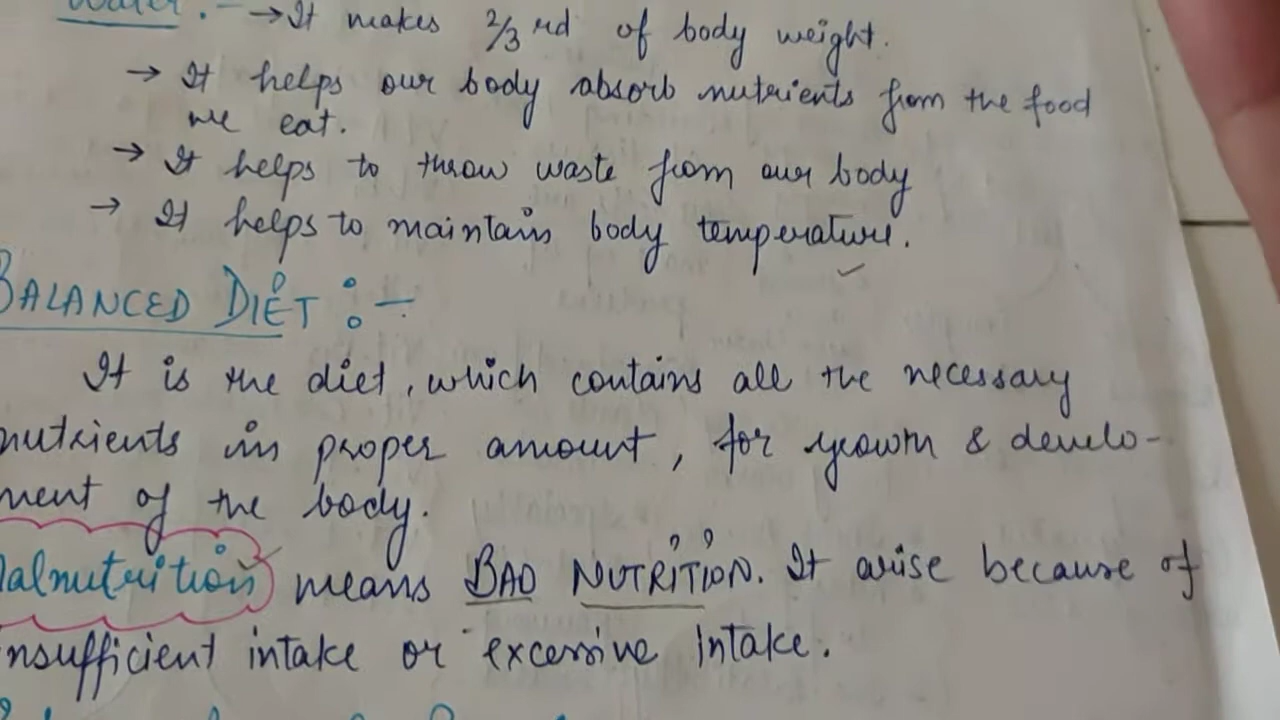 Water :- → It makes 2/3 rd of body weight.
→ It helps our body absorb nutrients from the food
we eat.
→ It helps to throw waste from our body
→ It helps to maintain body temperature.
BALANCED DIET :-
It is the diet, which contains all the necessary
nutrients in proper amount, for growth & develo-
ment of the body.
Malnutrition means BAD NUTRITION. It arise because of
insufficient intake or excessive intake.